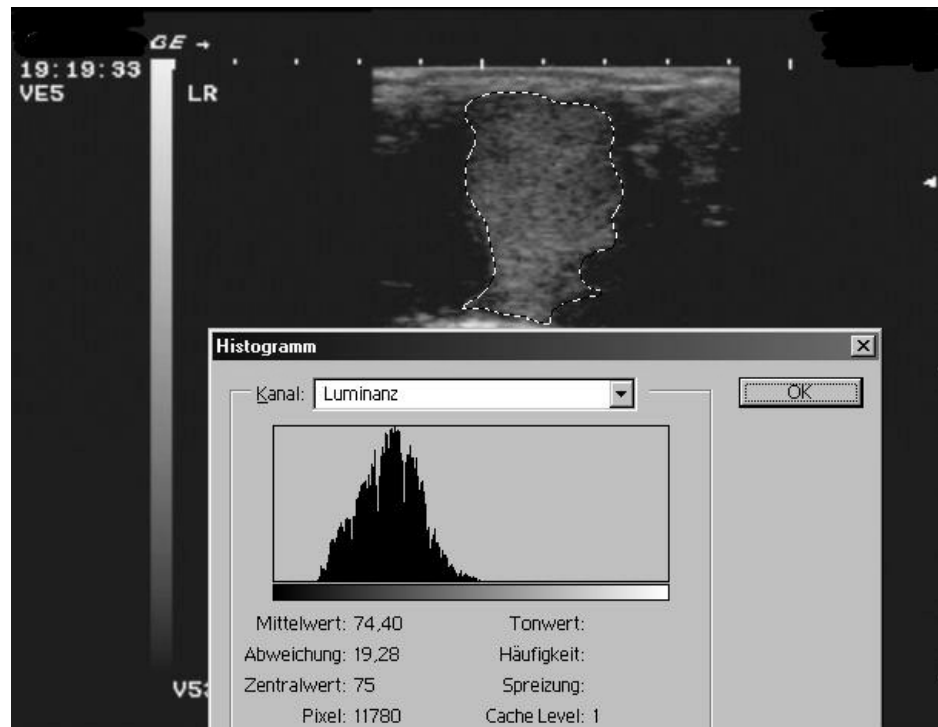 GE →
19:19:33
VE5
LR
Histogramm
Kanal: Luminanz
OK
Mittelwert: 74,40
Tonwert:
Abweichung: 19,28
Häufigkeit:
Zentralwert: 75
Spreizung:
Pixel: 11780
Cache Level: 1